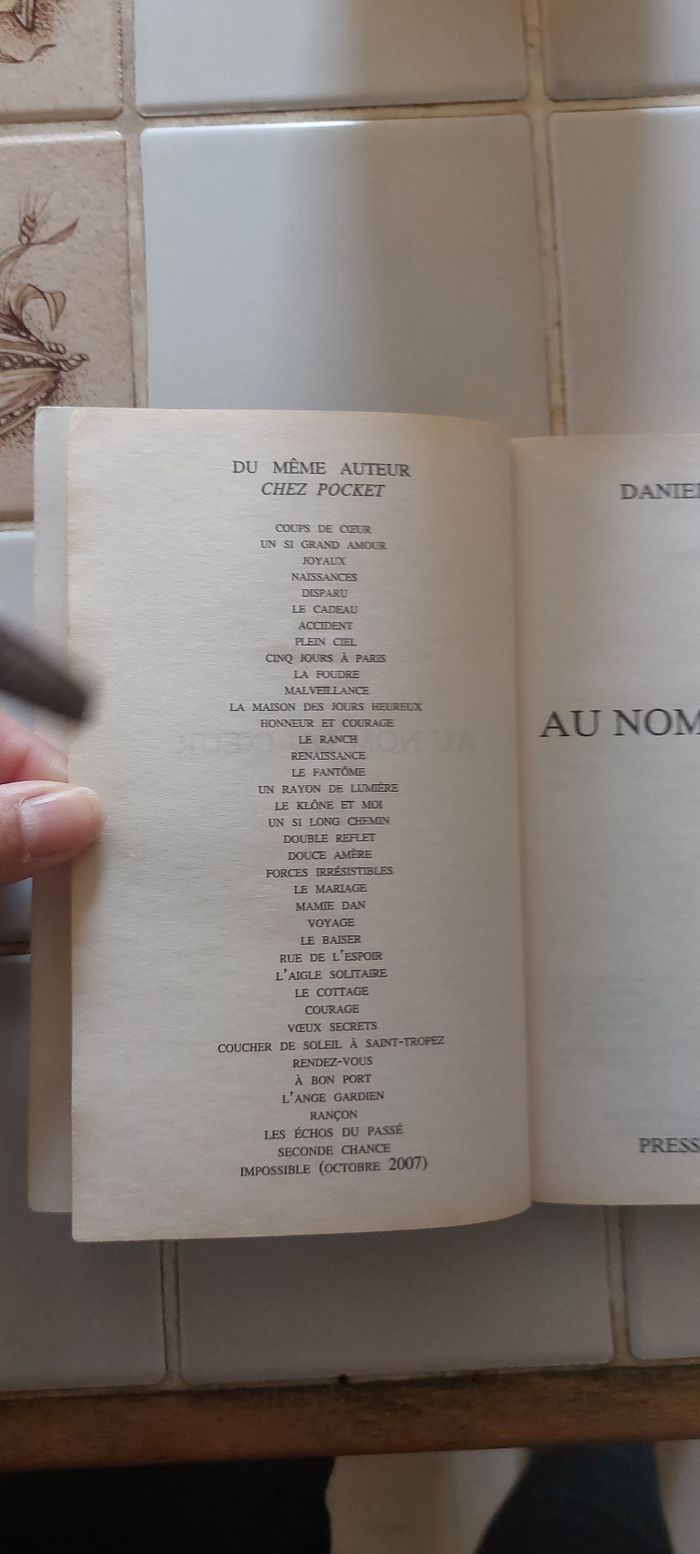 DU MÊME AUTEUR
CHEZ POCKET
COUPS DE CŒUR
UN SI GRAND AMOUR
JOYAUX
NAISSANCES
DISPARU
LE CADEAU
ACCIDENT
PLEIN CIEL
CINQ JOURS À PARIS
LA FOUDRE
MALVEILLANCE
LA MAISON DES JOURS HEUREUX
HONNEUR ET COURAGE
LE RANCH
RENAISSANCE
LE FANTÔME
UN RAYON DE LUMIÈRE
LE KLÔNE ET MOI
UN SI LONG CHEMIN
DOUBLE REFLET
DOUCE AMÈRE
FORCES IRRÉSISTIBLES
LE MARIAGE
MAMIE DAN
VOYAGE
LE BAISER
RUE DE L'ESPOIR
L'AIGLE SOLITAIRE
LE COTTAGE
COURAGE
VŒUX SECRETS
COUCHER DE SOLEIL À SAINT-TROPEZ
RENDEZ-VOUS
À BON PORT
L'ANGE GARDIEN
RANÇON
LES ÉCHOS DU PASSÉ
SECONDE CHANCE
IMPOSSIBLE (OCTOBRE 2007)
DANIEL
AU NOM
PRESS